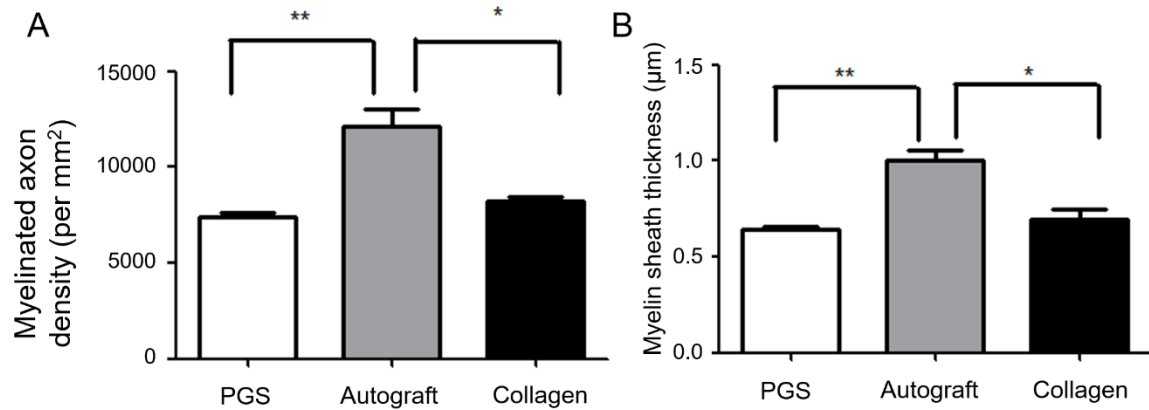 A
** *
Myelinated axon
density (per mm²)
15000
10000
5000
0
PGS Autograft Collagen
B
** *
Myelin sheath thickness (μm)
1.5
1.0
0.5
0.0
PGS Autograft Collagen